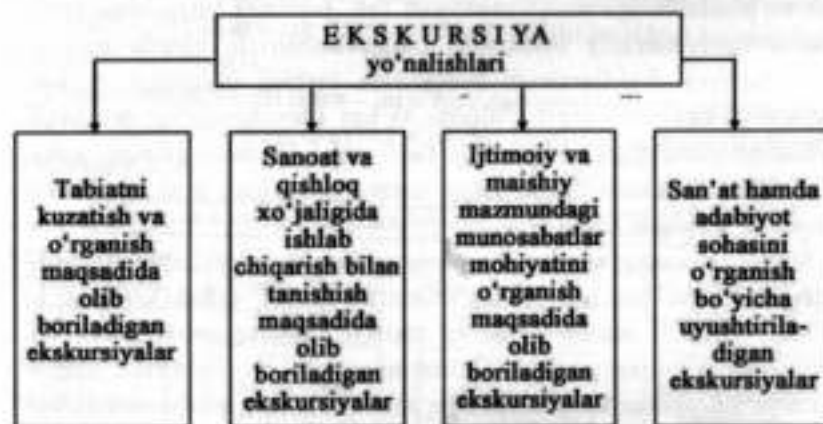 E K S K U R S I Y A
yo'nalishlari
Tabiatni
kuzatish va
o‘rganish
maqsadida
olib
boriladigan
ekskursiyalar
Sanoat va
qishloq
xo‘jaligida
ishlab
chiqarish bilan
tanishish
maqsadida
olib
boriladigan
ekskursiyalar
Ijtimoiy va
maishiy
mazmundagi
munosabatlar
mohiyatini
o‘rganish
maqsadida
olib
boriladigan
ekskursiyalar
San’at hamda
adabiyot
sohasini
o‘rganish
bo‘yicha
uyushtirila-
digan
ekskursiyalar